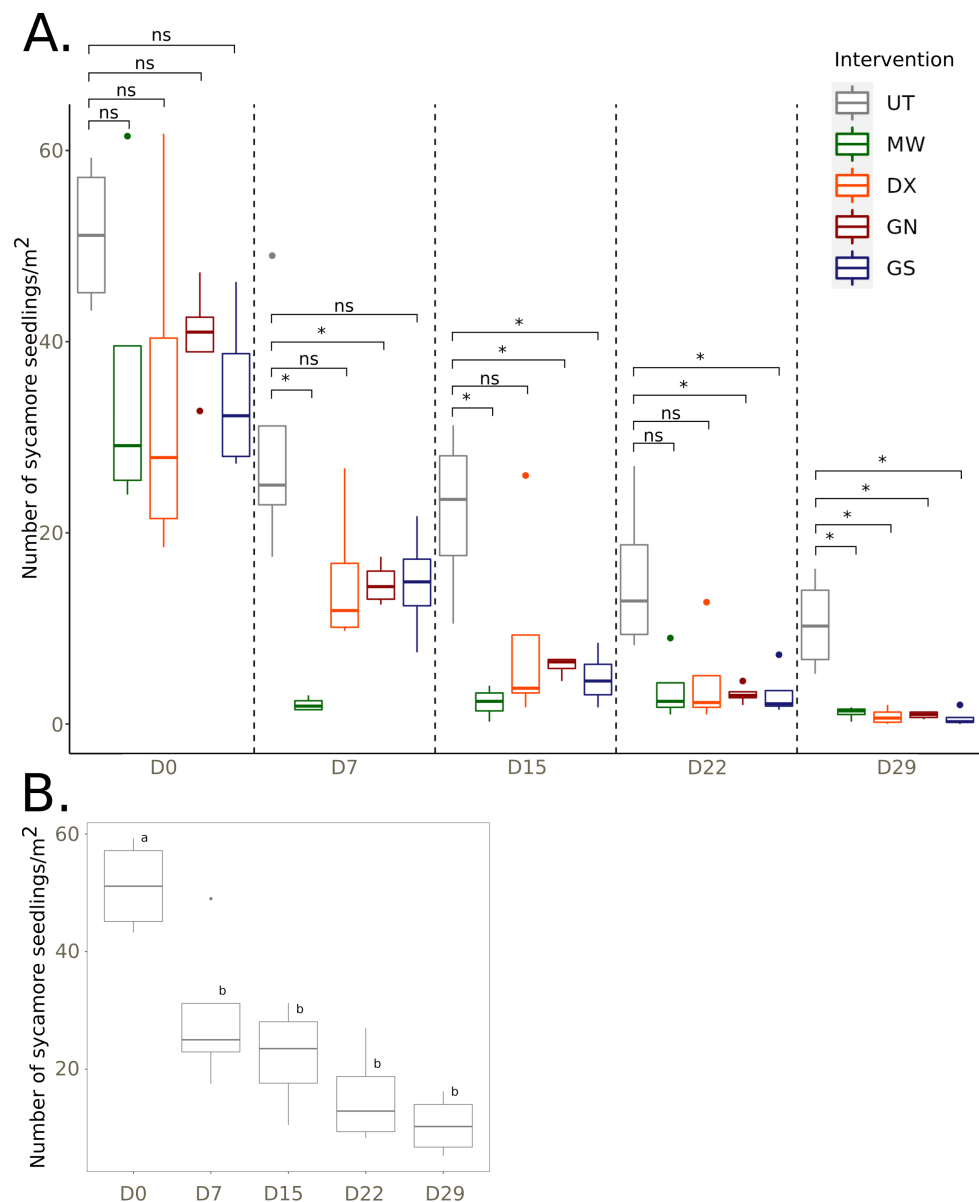 A.
ns
ns
ns
ns
Intervention
UT
MW
DX
GN
GS
Number of sycamore seedlings/m²
60
40
20
0
ns
*
ns
*
*
*
ns
*
*
*
ns
ns
*
*
*
*
D0 D7 D15 D22 D29
B.
Number of sycamore seedlings/m²
60
40
20
a
b
b
b
b
D0 D7 D15 D22 D29